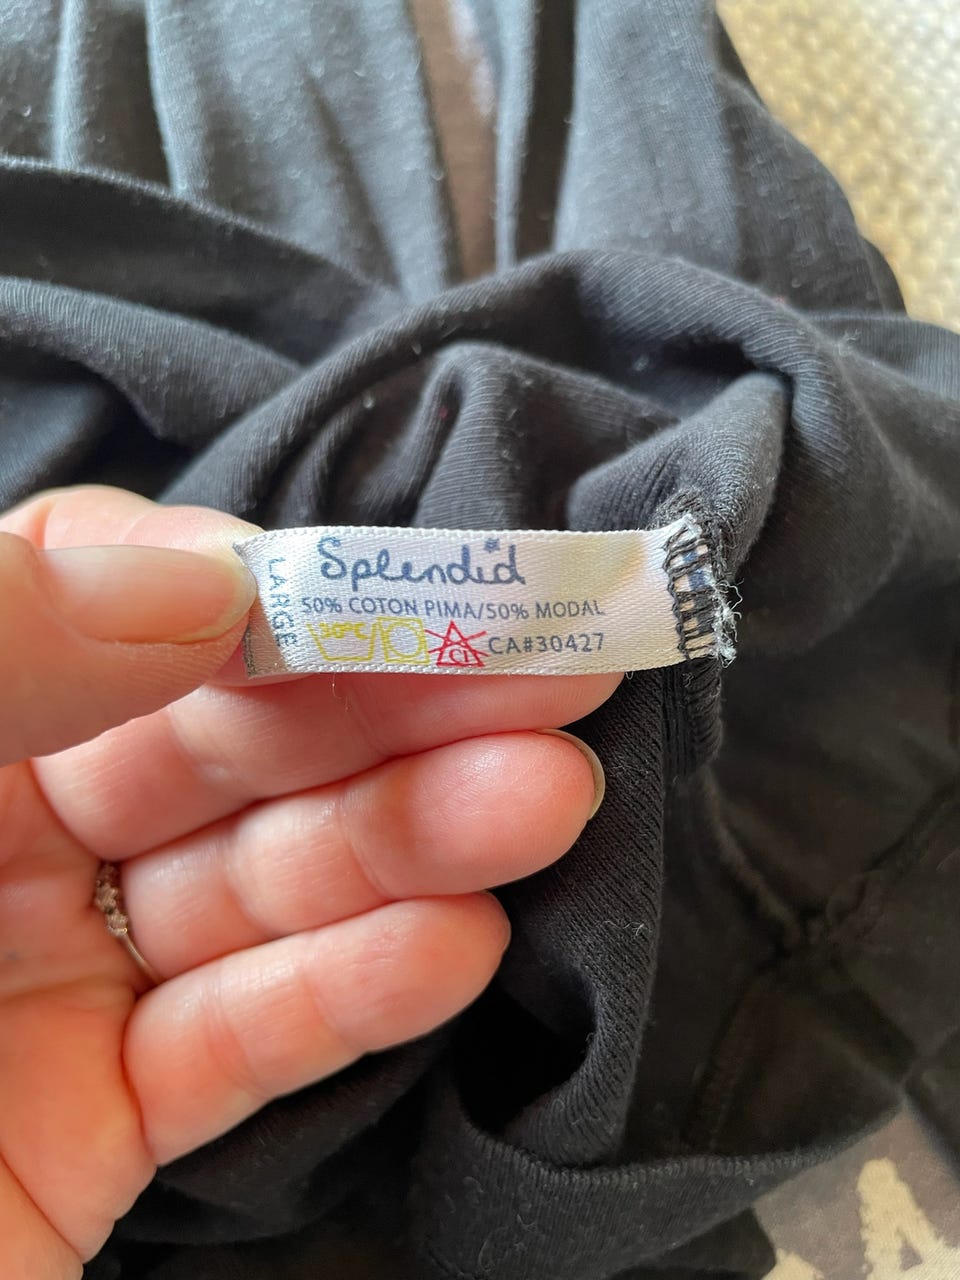 Splendid
50% COTON PIMA/50% MODAL
30°C Cl CA#30427
LARGE